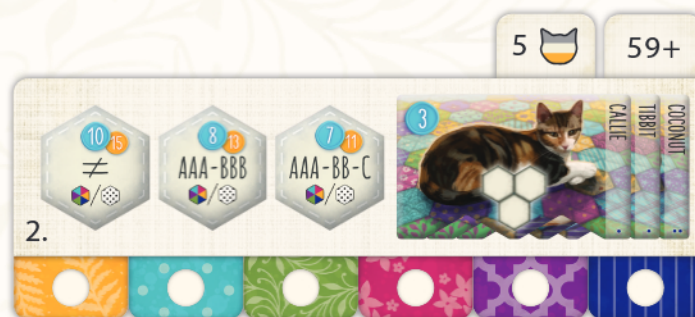 5 59+
10 15
≠
/
8 13
AAA-BBB
/
7 11
AAA-BB-C
/
3
CALLIE
TIBBIT
COCONUT
2.